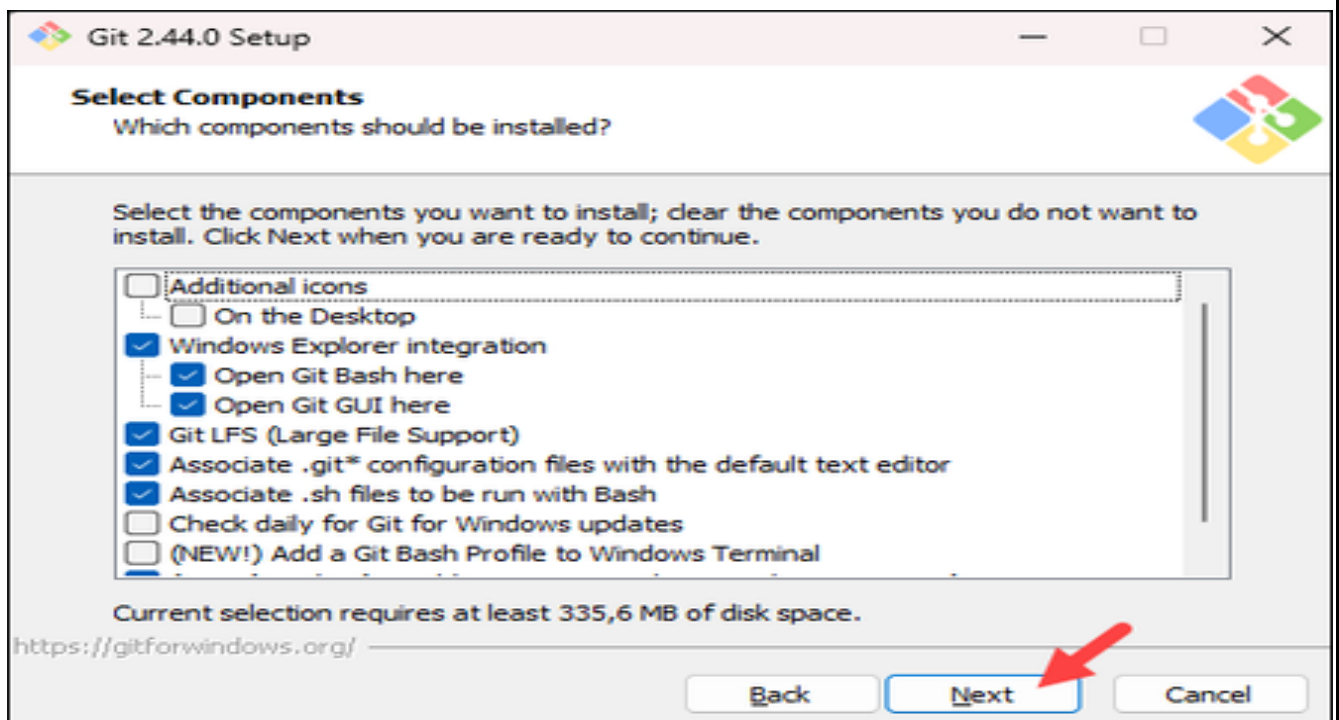 Git 2.44.0 Setup
Select Components
Which components should be installed?
Select the components you want to install; clear the components you do not want to
install. Click Next when you are ready to continue.
Additional icons
On the Desktop
Windows Explorer integration
Open Git Bash here
Open Git GUI here
Git LFS (Large File Support)
Associate .git* configuration files with the default text editor
Associate .sh files to be run with Bash
Check daily for Git for Windows updates
(NEW!) Add a Git Bash Profile to Windows Terminal
Current selection requires at least 335,6 MB of disk space.
https://gitforwindows.org/
Back Next Cancel